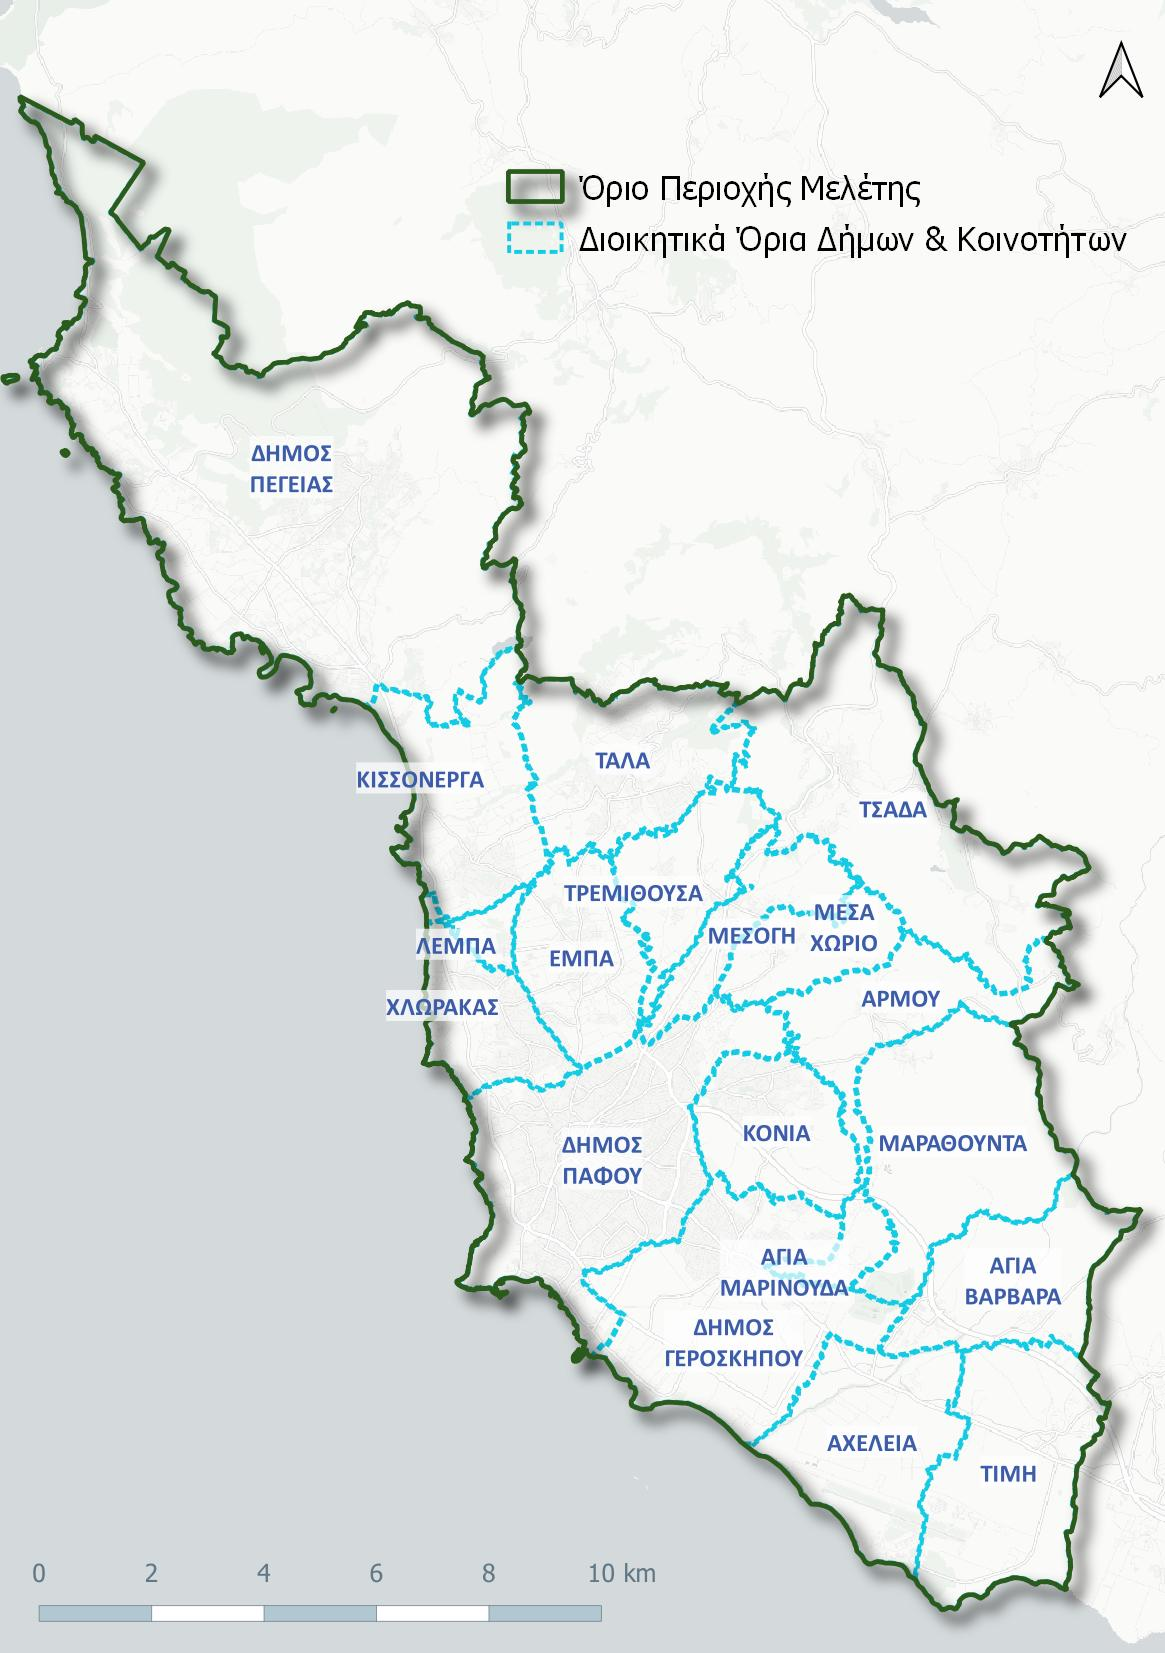 Όριο Περιοχής Μελέτης
Διοικητικά Όρια Δήμων & Κοινοτήτων
ΔΗΜΟΣ
ΠΕΓΕΙΑΣ
ΤΑΛΑ
ΚΙΣΣΟΝΕΡΓΑ
ΤΣΑΔΑ
ΤΡΕΜΙΘΟΥΣΑ
ΜΕΣΑ
ΧΩΡΙΟ
ΜΕΣΟΓΗ
ΛΕΜΠΑ
ΕΜΠΑ
ΑΡΜΟΥ
ΧΛΩΡΑΚΑΣ
ΚΟΝΙΑ
ΜΑΡΑΘΟΥΝΤΑ
ΔΗΜΟΣ
ΠΑΦΟΥ
ΑΓΙΑ
ΜΑΡΙΝΟΥΔΑ
ΑΓΙΑ
ΒΑΡΒΑΡΑ
ΔΗΜΟΣ
ΓΕΡΟΣΚΗΠΟΥ
ΑΧΕΛΕΙΑ
ΤΙΜΗ
0 2 4 6 8 10 km